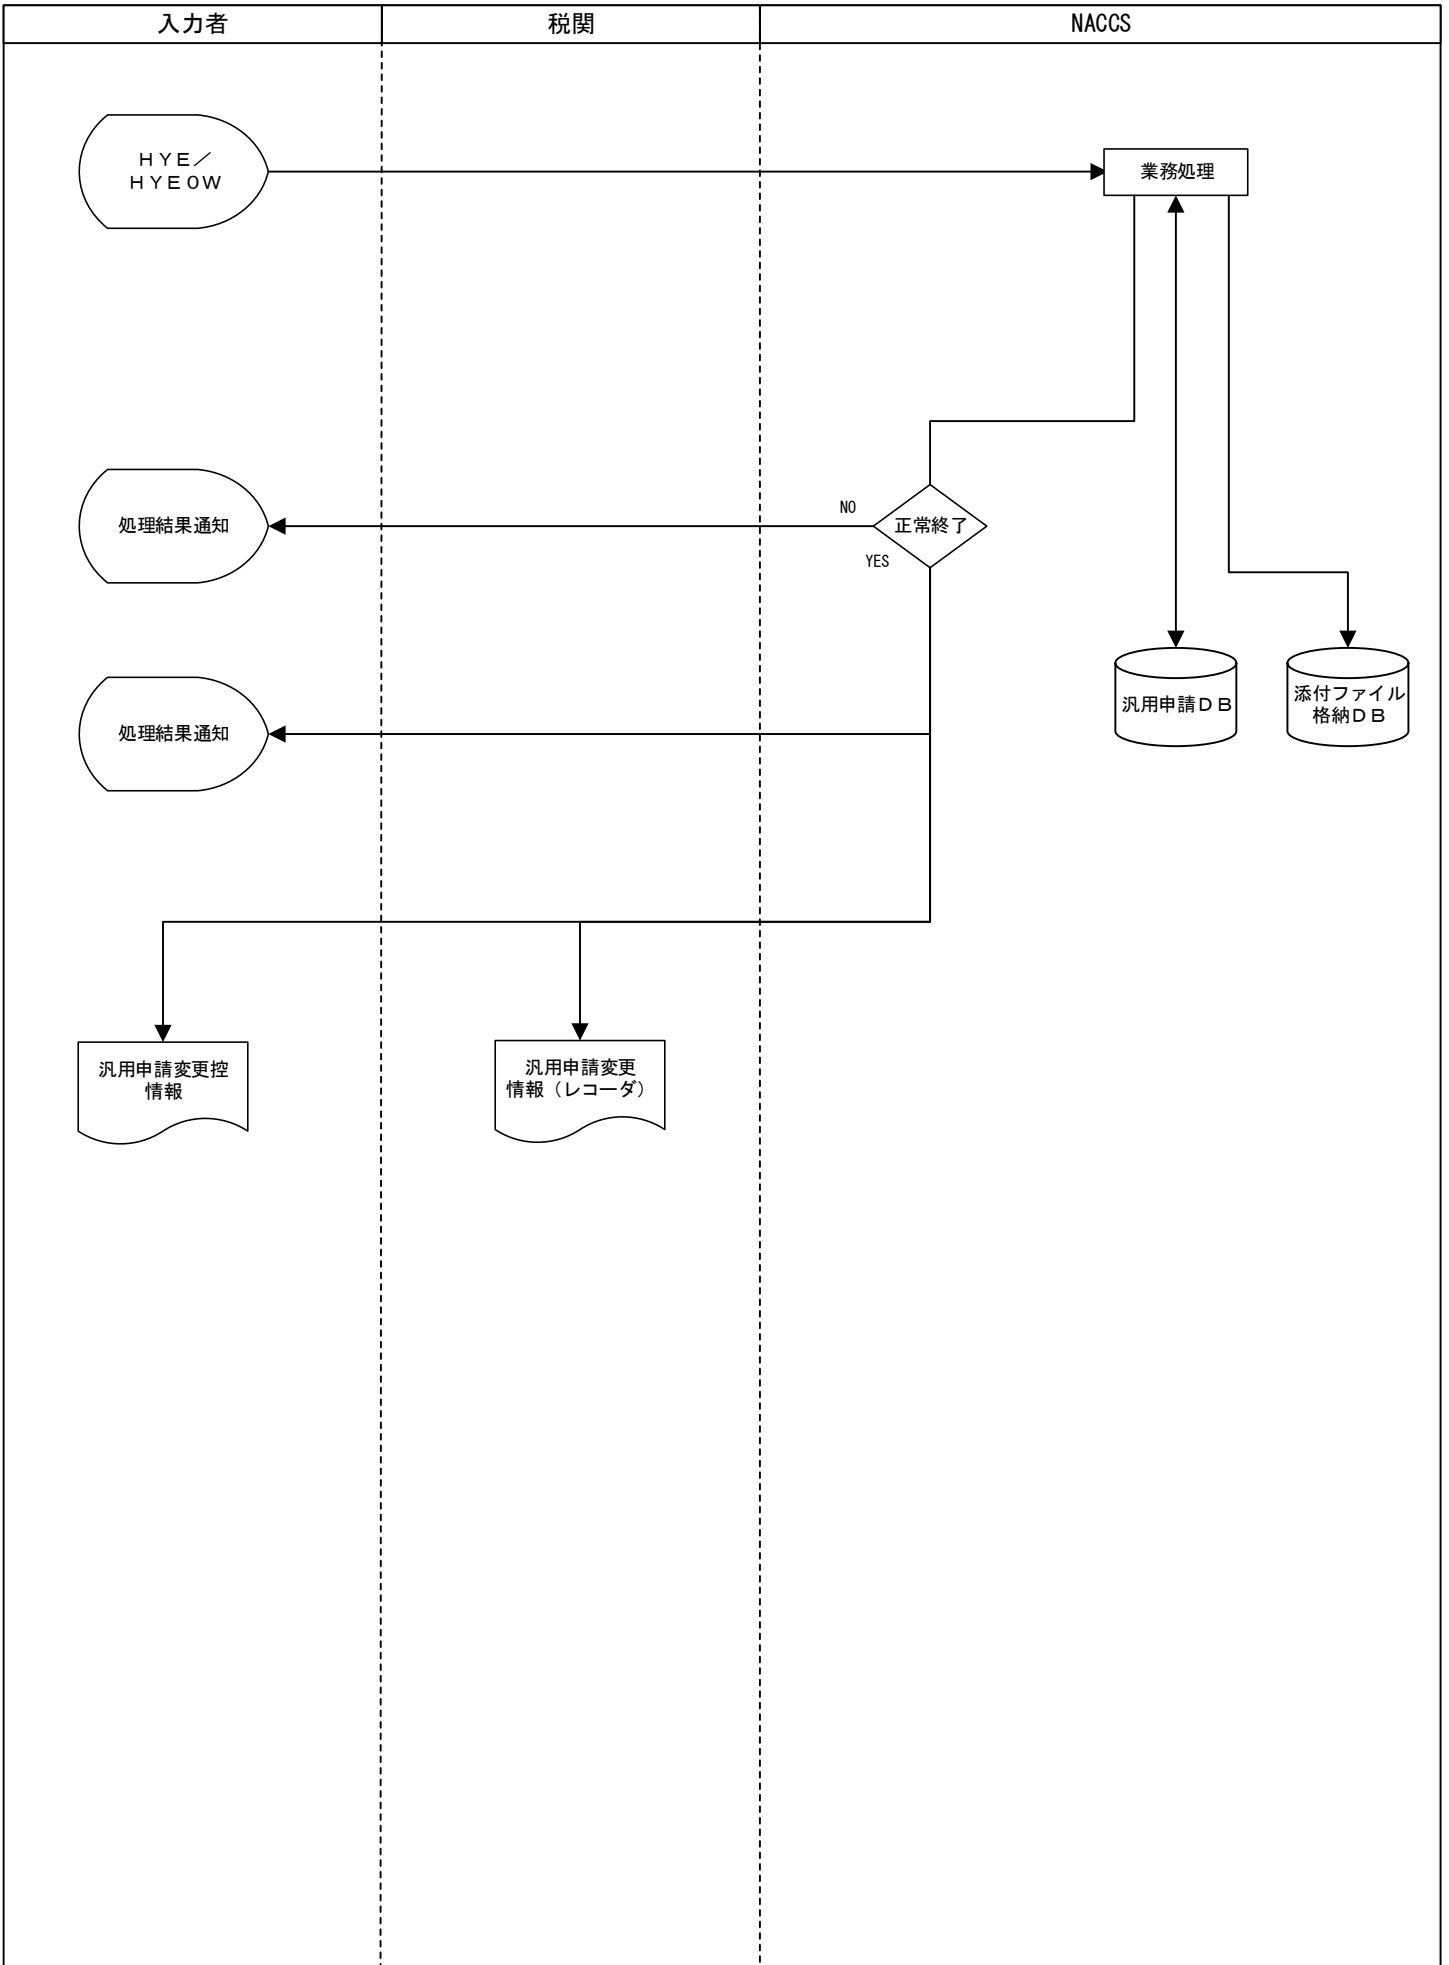 入力者
税関
NACCS
ＨＹＥ／
ＨＹＥ０Ｗ
業務処理
処理結果通知
NO
正常終了
YES
処理結果通知
汎用申請ＤＢ
添付ファイル
格納ＤＢ
汎用申請変更控
情報
汎用申請変更
情報（レコーダ）